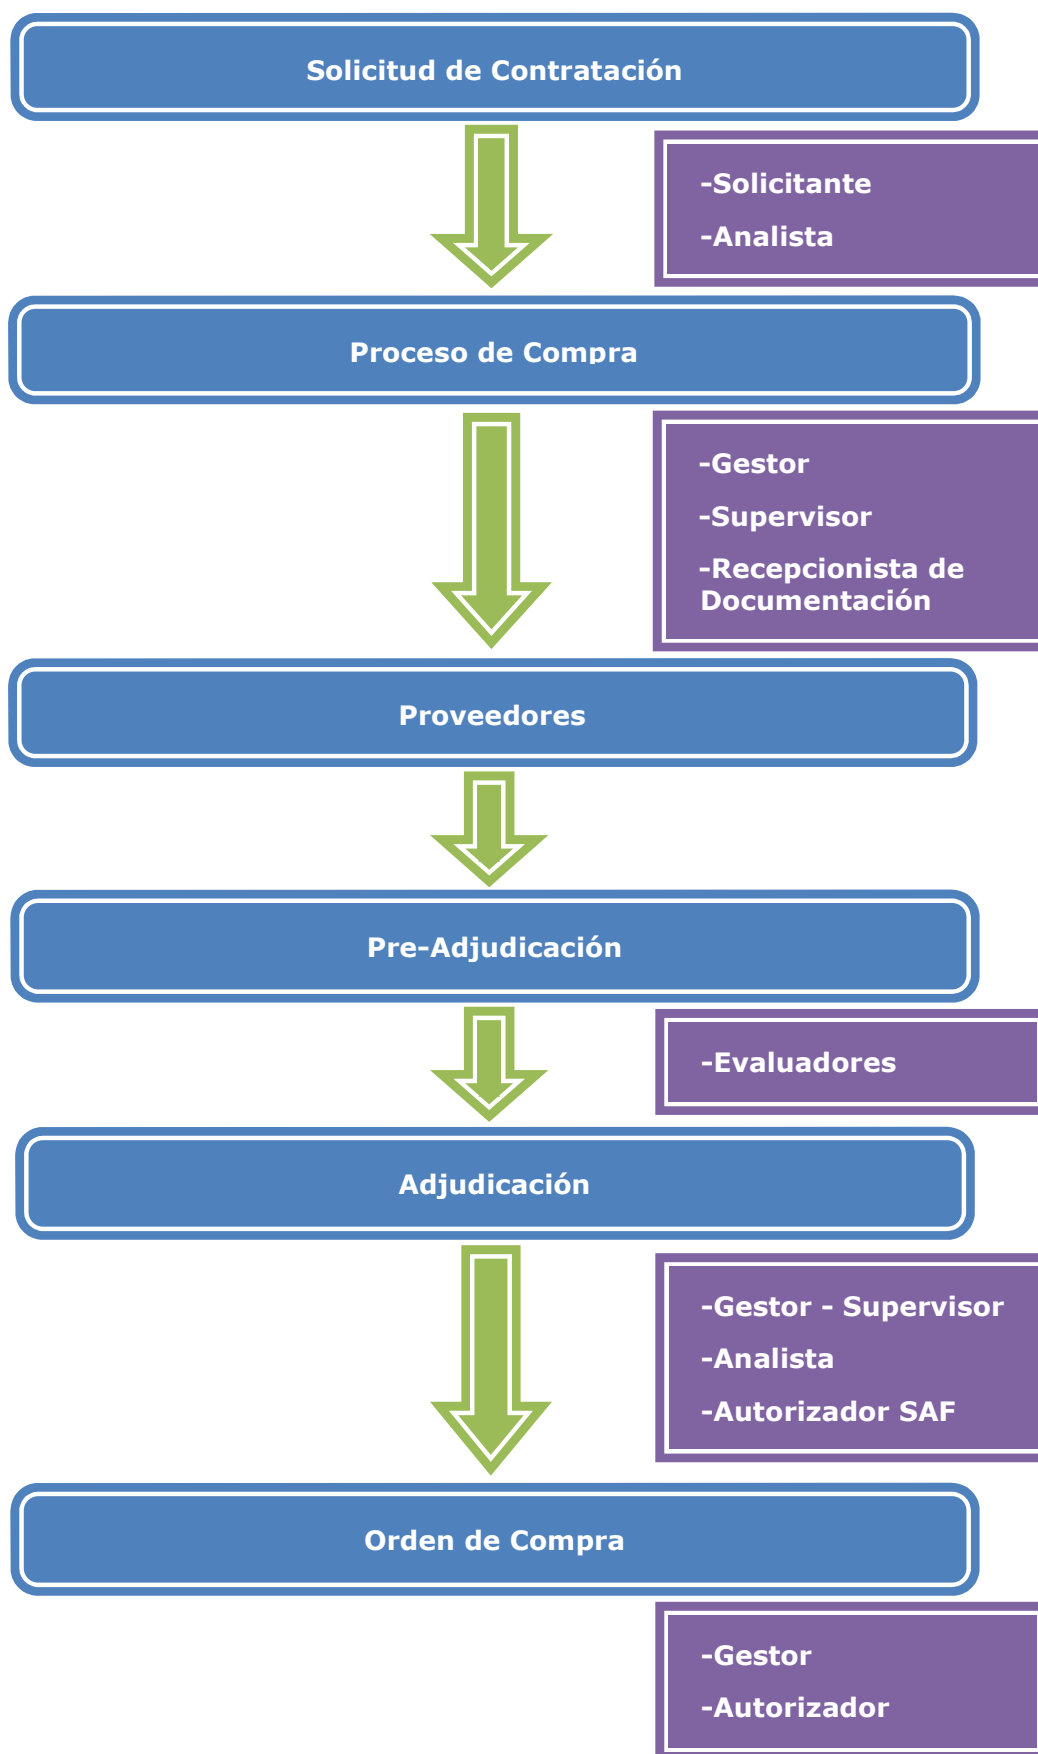 Solicitud de Contratación
-Solicitante
-Analista
Proceso de Compra
-Gestor
-Supervisor
-Recepcionista de
Documentación
Proveedores
Pre-Adjudicación
-Evaluadores
Adjudicación
-Gestor - Supervisor
-Analista
-Autorizador SAF
Orden de Compra
-Gestor
-Autorizador